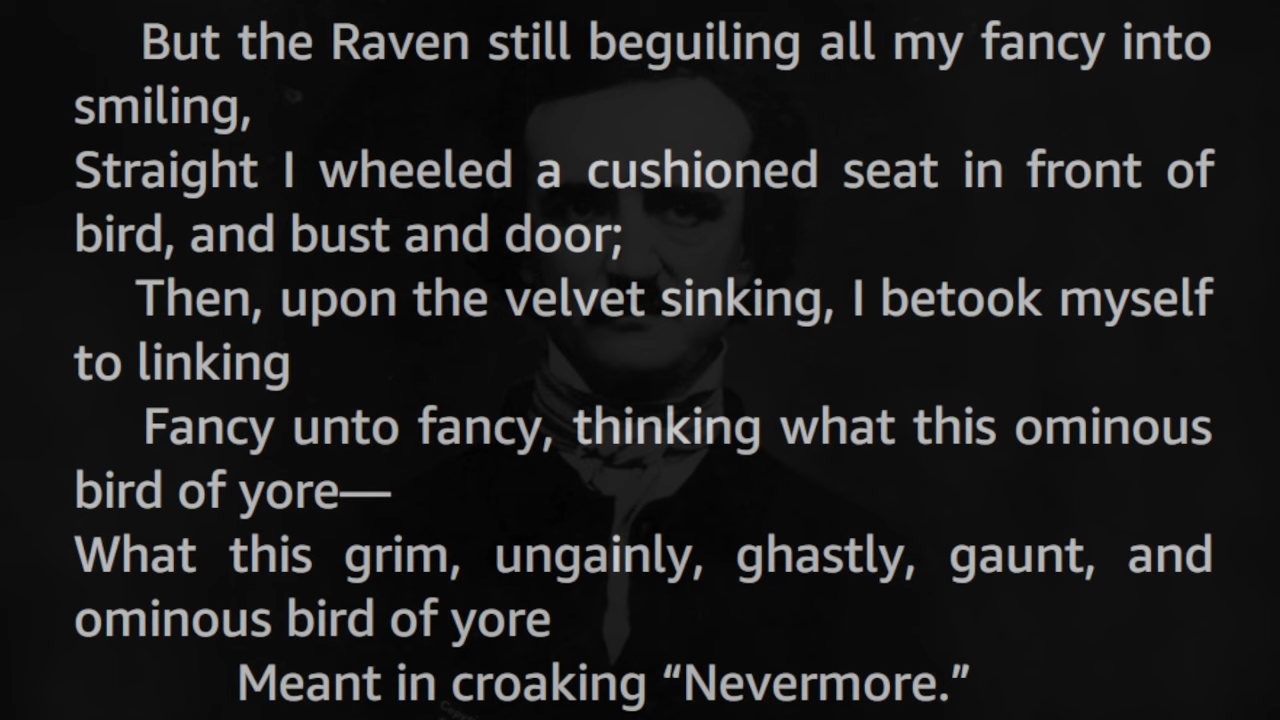 But the Raven still beguiling all my fancy into
smiling,
Straight I wheeled a cushioned seat in front of
bird, and bust and door;
Then, upon the velvet sinking, I betook myself
to linking
Fancy unto fancy, thinking what this ominous
bird of yore—
What this grim, ungainly, ghastly, gaunt, and
ominous bird of yore
Meant in croaking “Nevermore.”